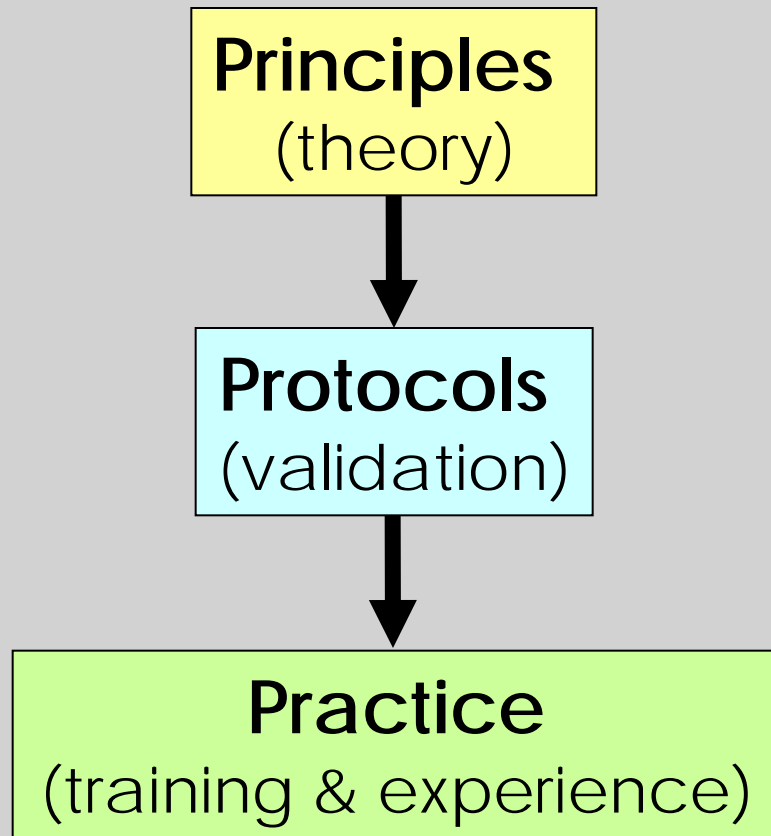 Principles
(theory)
Protocols
(validation)
Practice
(training & experience)